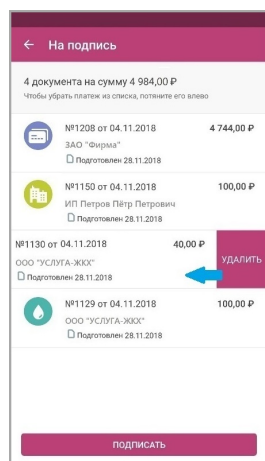 ← На подпись
4 документа на сумму 4 984,00 ₽
Чтобы убрать платеж из списка, потяните его влево
№1208 от 04.11.2018 4 744,00 ₽
ЗАО "Фирма"
Подготовлен 28.11.2018
№1150 от 04.11.2018 100,00 ₽
ИП Петров Пётр Петрович
Подготовлен 28.11.2018
№1130 от 04.11.2018 40,00 ₽
УДАЛИТЬ
ООО "УСЛУГА-ЖКХ"
Подготовлен 28.11.2018
№1129 от 04.11.2018 100,00 ₽
ООО "УСЛУГА-ЖКХ"
Подготовлен 28.11.2018
ПОДПИСАТЬ